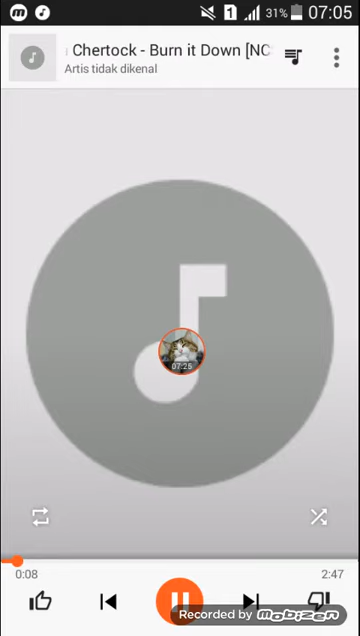 1 31% 07:05
Chertock - Burn it Down [NC
Artis tidak dikenal
07:25
0:08 2:47
Recorded by mobizen